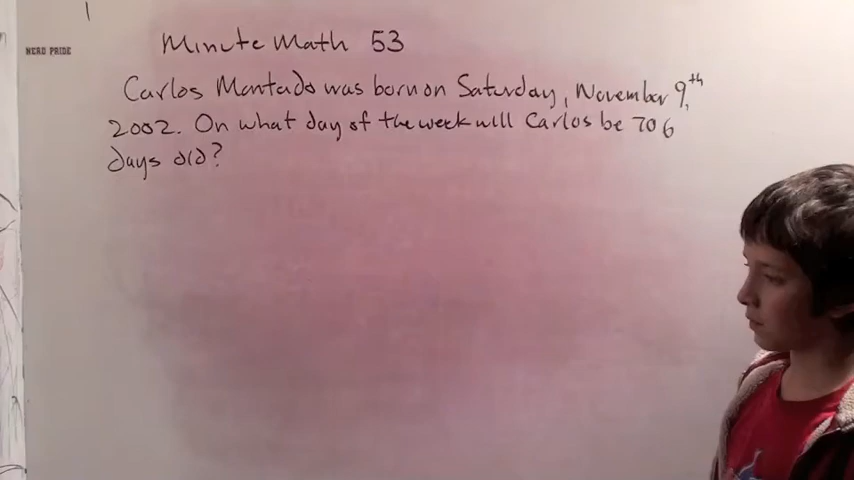 NERD PRIDE
Minute Math 53
Carlos Montado was born on Saturday, November 9th,
2002. On what day of the week will Carlos be 706
days old?